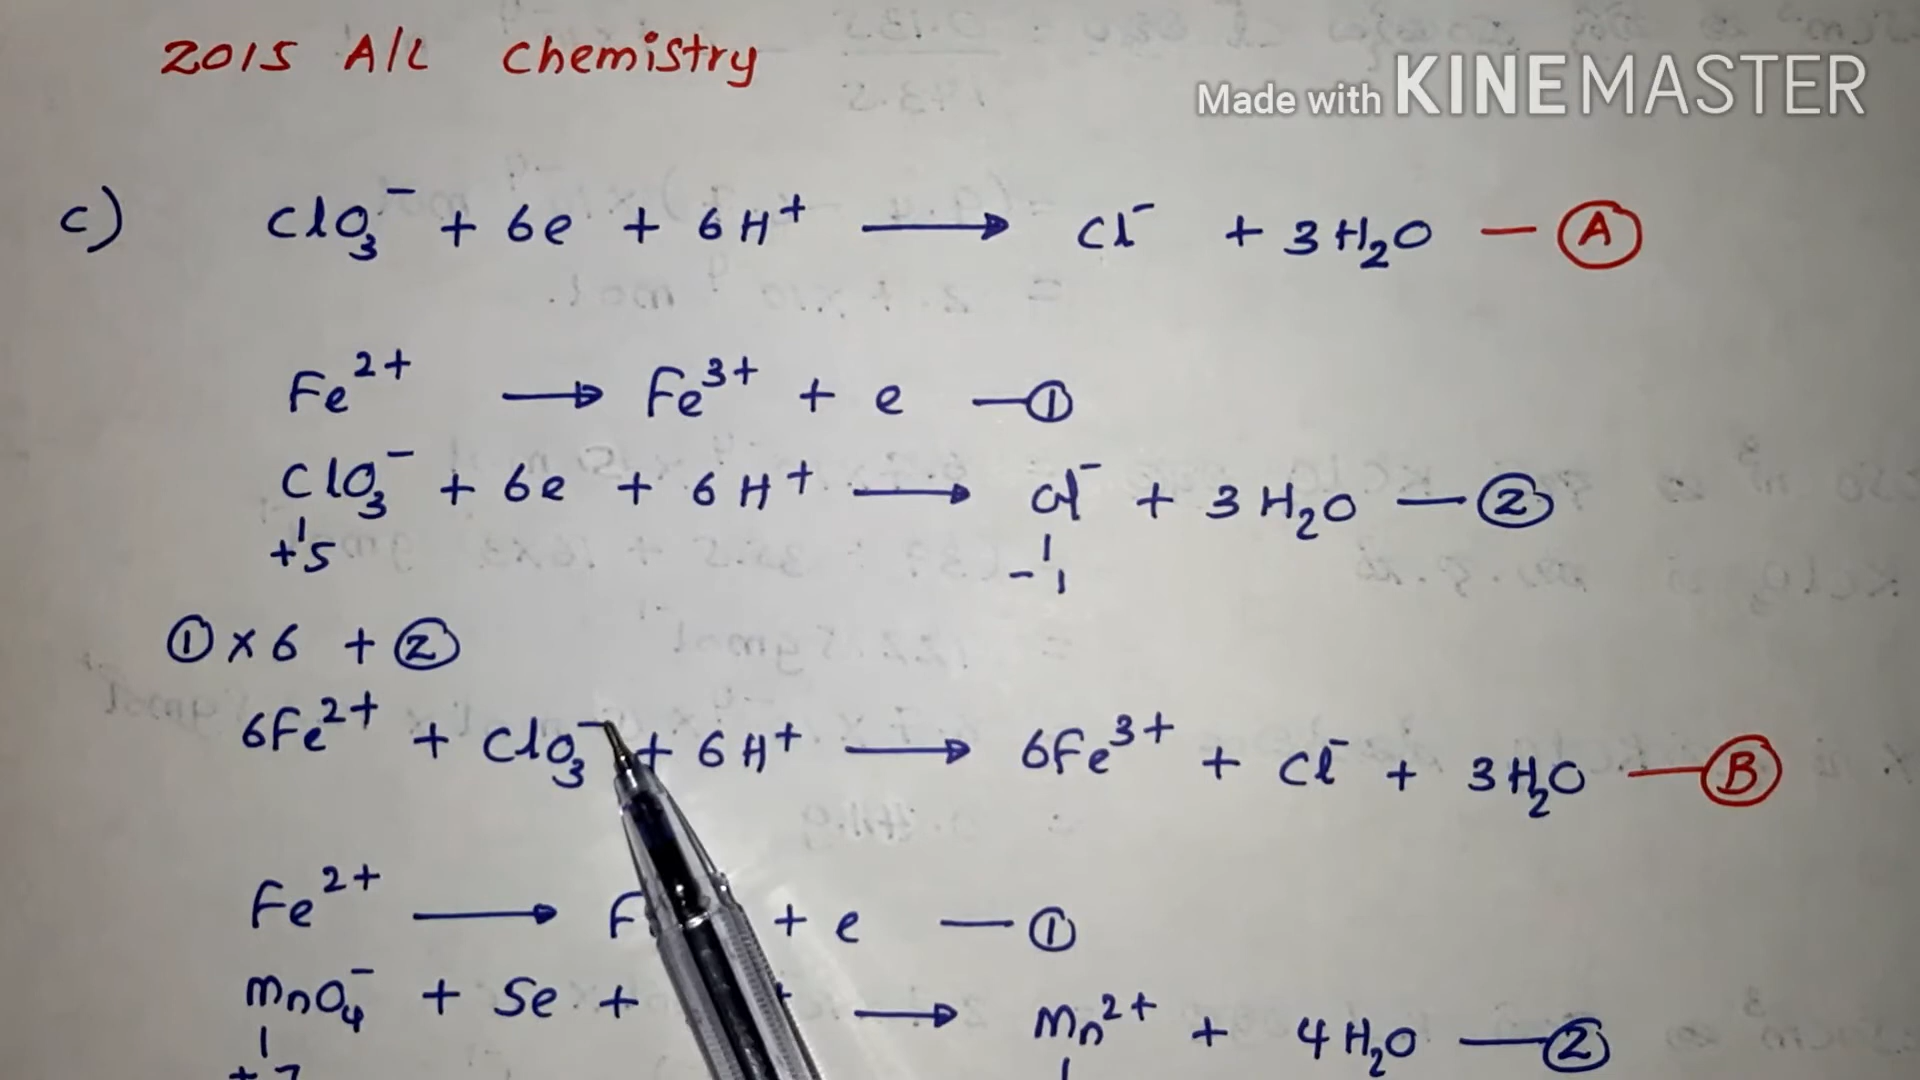 2015 A/L Chemistry
Made with KINEMASTER
c) ClO₃⁻ + 6e + 6H⁺ → Cl⁻ + 3H₂O — Ⓐ
Fe²⁺ → Fe³⁺ + e — ①
ClO₃⁻ + 6e + 6H⁺ → Cl⁻ + 3H₂O — ②
+5 -1
① × 6 + ②
6Fe²⁺ + ClO₃⁻ + 6H⁺ → 6Fe³⁺ + Cl⁻ + 3H₂O — Ⓑ
Fe²⁺ → F + e — ①
MnO₄⁻ + 5e + → Mn²⁺ + 4H₂O — ②
+7